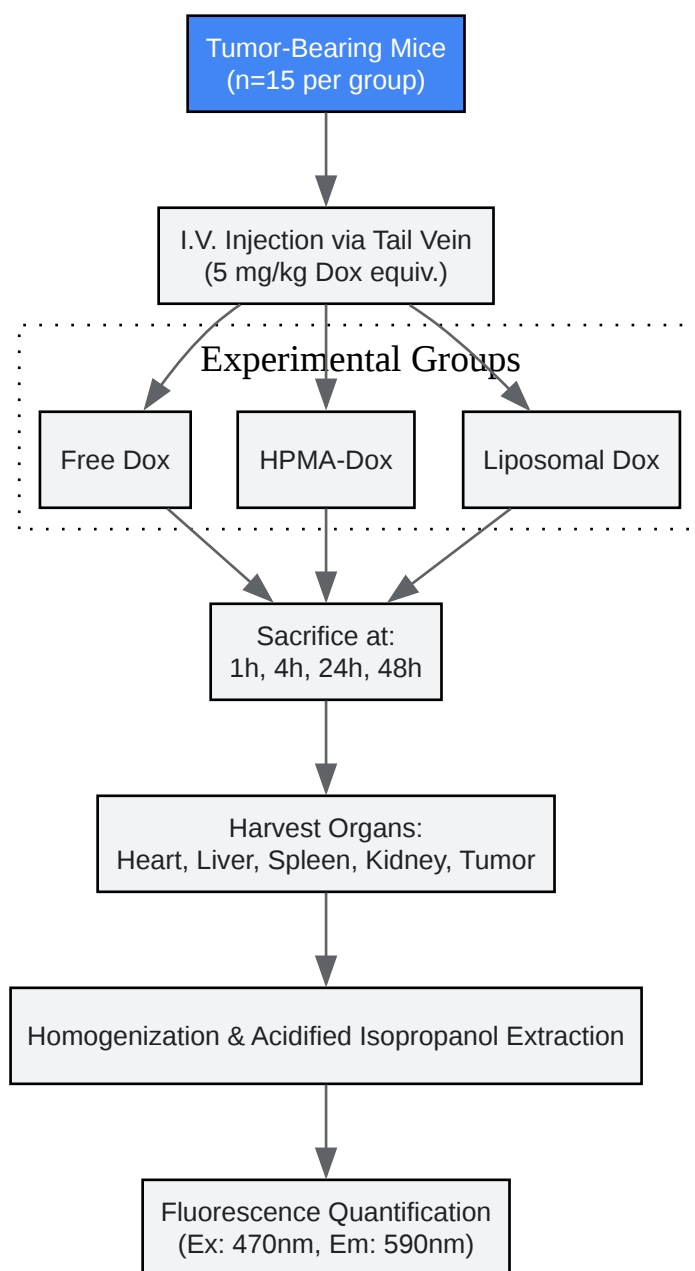 Tumor-Bearing Mice
(n=15 per group)
I.V. Injection via Tail Vein
(5 mg/kg Dox equiv.)
Experimental Groups
Free Dox
HPMA-Dox
Liposomal Dox
Sacrifice at:
1h, 4h, 24h, 48h
Harvest Organs:
Heart, Liver, Spleen, Kidney, Tumor
Homogenization & Acidified Isopropanol Extraction
Fluorescence Quantification
(Ex: 470nm, Em: 590nm)